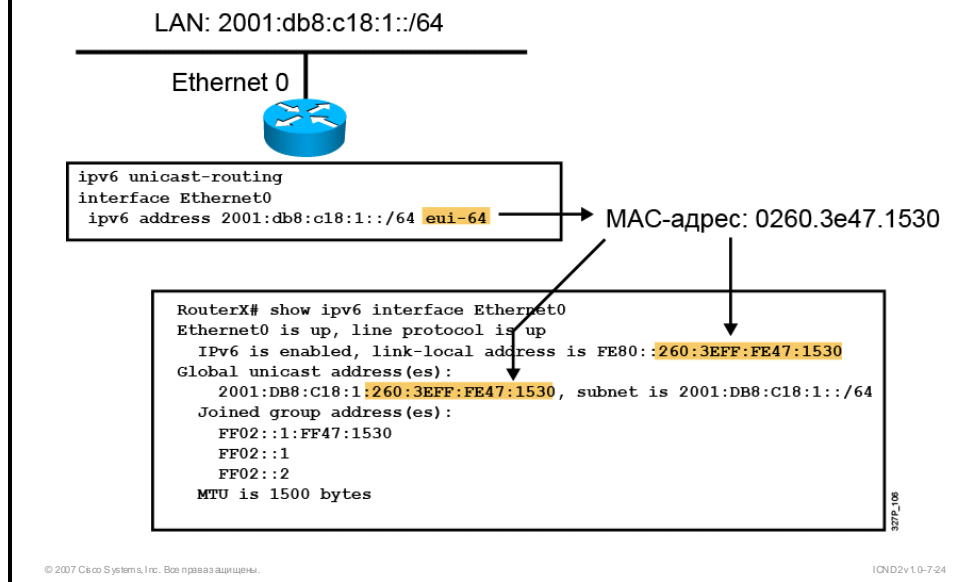 LAN: 2001:db8:c18:1::/64
Ethernet 0
ipv6 unicast-routing
interface Ethernet0
ipv6 address 2001:db8:c18:1::/64 eui-64
MAC-адрес: 0260.3e47.1530
RouterX# show ipv6 interface Ethernet0
Ethernet0 is up, line protocol is up
IPv6 is enabled, link-local address is FE80::260:3EFF:FE47:1530
Global unicast address(es):
2001:DB8:C18:1:260:3EFF:FE47:1530, subnet is 2001:DB8:C18:1::/64
Joined group address(es):
FF02::1:FF47:1530
FF02::1
FF02::2
MTU is 1500 bytes
327P_106
© 2007 Cisco Systems, Inc. Все права защищены.
ICND2 v1.0-7-24